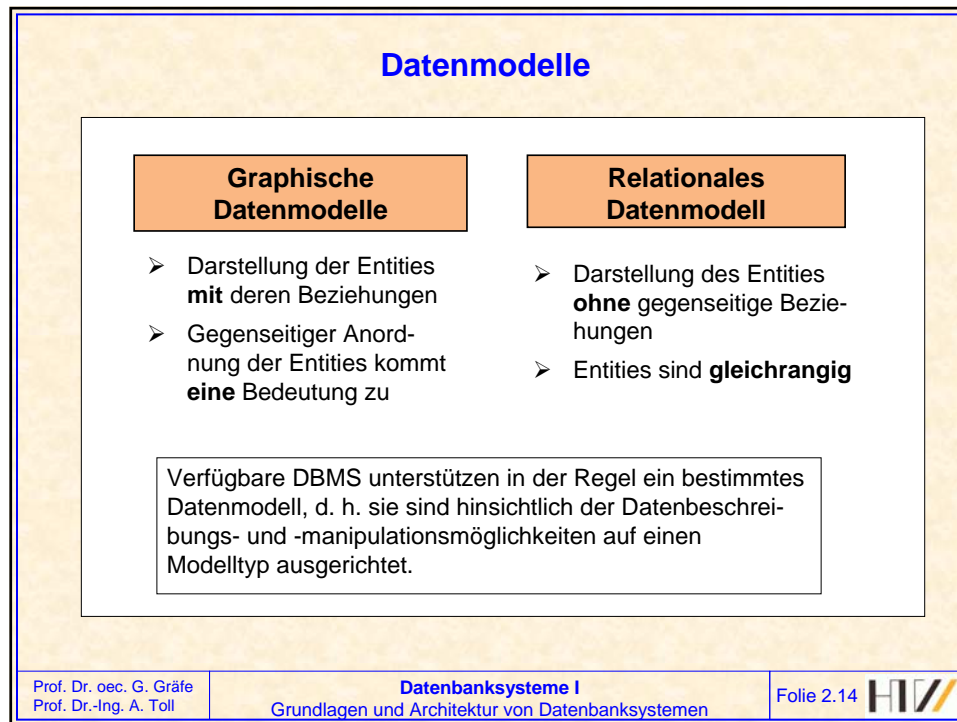 Datenmodelle
Graphische
Datenmodelle
➢ Darstellung der Entities
mit deren Beziehungen
➢ Gegenseitiger Anord-
nung der Entities kommt
eine Bedeutung zu
Relationales
Datenmodell
➢ Darstellung des Entities
ohne gegenseitige Bezie-
hungen
➢ Entities sind gleichrangig
Verfügbare DBMS unterstützen in der Regel ein bestimmtes
Datenmodell, d. h. sie sind hinsichtlich der Datenbeschrei-
bungs- und -manipulationsmöglichkeiten auf einen
Modelltyp ausgerichtet.
Prof. Dr. oec. G. Gräfe
Prof. Dr.-Ing. A. Toll
Datenbanksysteme I
Grundlagen und Architektur von Datenbanksystemen
Folie 2.14
HTW